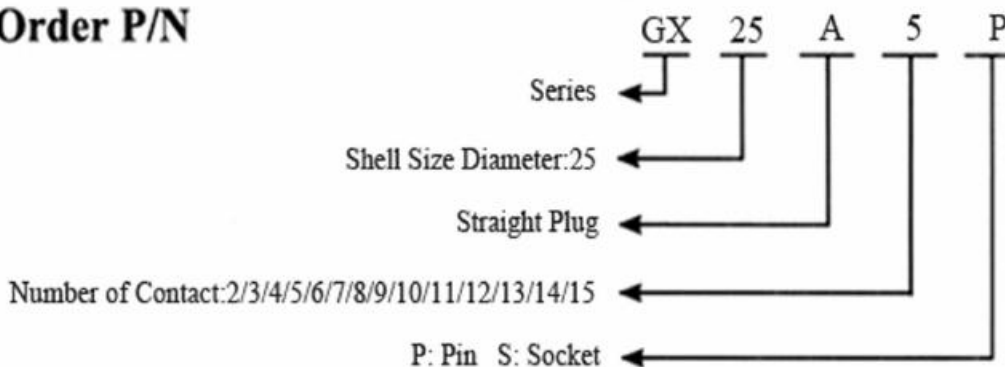 Order P/N
GX 25 A 5 P
Series
Shell Size Diameter:25
Straight Plug
Number of Contact:2/3/4/5/6/7/8/9/10/11/12/13/14/15
P: Pin S: Socket